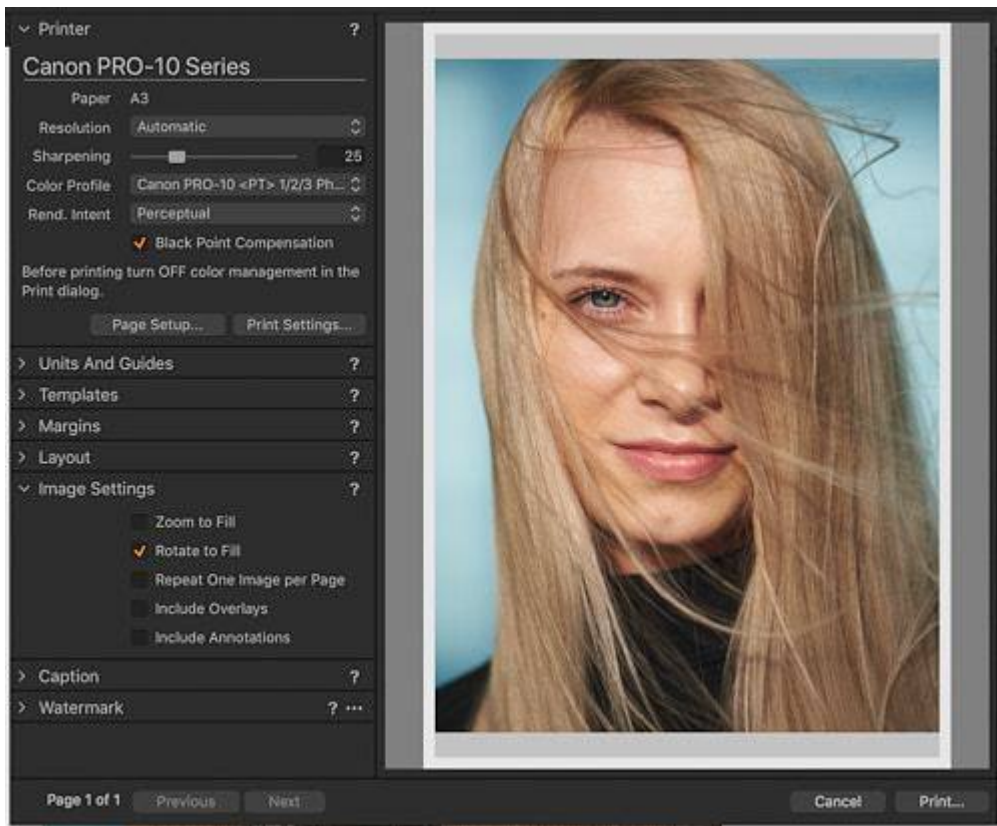 Printer ?
Canon PRO-10 Series
Paper A3
Resolution Automatic
Sharpening 25
Color Profile Canon PRO-10 <PT> 1/2/3 Ph...
Rend. Intent Perceptual
Black Point Compensation
Before printing turn OFF color management in the
Print dialog.
Page Setup... Print Settings...
Units And Guides ?
Templates ?
Margins ?
Layout ?
Image Settings ?
Zoom to Fill
Rotate to Fill
Repeat One Image per Page
Include Overlays
Include Annotations
Caption ?
Watermark ? ...
Page 1 of 1 Previous Next Cancel Print...